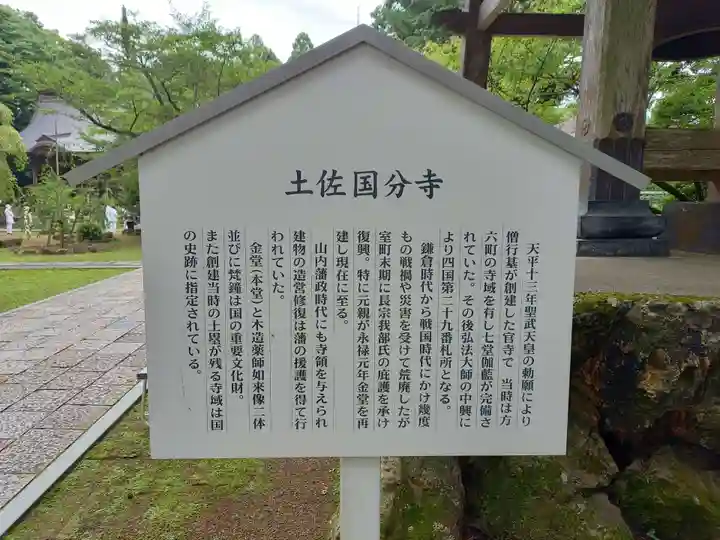 土佐国分寺
天平十三年聖武天皇の勅願により
僧行基が創建した官寺で　当時は方
六町の寺域を有し七堂伽藍が完備さ
れていた。その後弘法大師の中興に
より四国第二十九番札所となる。
鎌倉時代から戦国時代にかけ幾度
もの戦禍や災害を受けて荒廃したが
室町末期に長宗我部氏の庇護を承け
復興。特に元親が永禄元年金堂を再
建し現在に至る。
山内藩政時代にも寺領を与えられ
建物の造営修復は藩の援護を得て行
われていた。
金堂(本堂)と木造薬師如来像二体
並びに梵鐘は国の重要文化財。
また創建当時の土塁が残る寺域は国
の史跡に指定されている。